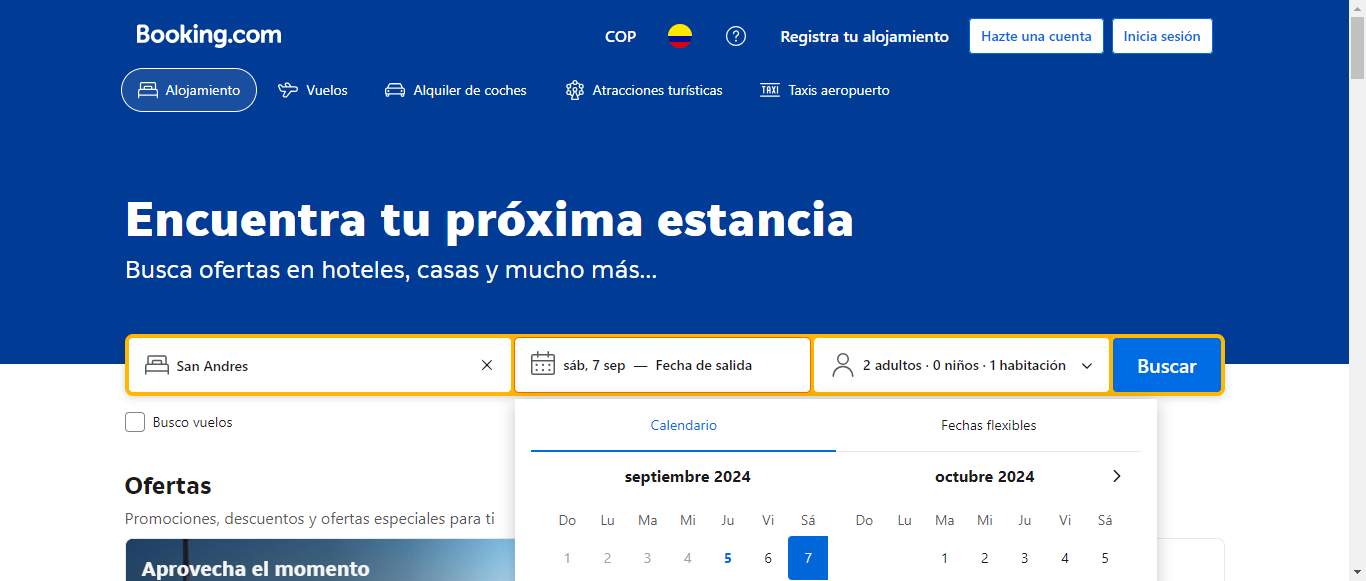 Booking.com
COP
Registra tu alojamiento
Hazte una cuenta
Inicia sesión
Alojamiento
Vuelos
Alquiler de coches
Atracciones turísticas
TAXI
Taxis aeropuerto
Encuentra tu próxima estancia
Busca ofertas en hoteles, casas y mucho más...
San Andres
sáb, 7 sep — Fecha de salida
2 adultos · 0 niños · 1 habitación
Buscar
Busco vuelos
Calendario
Fechas flexibles
septiembre 2024
octubre 2024
Do Lu Ma Mi Ju Vi Sá
Do Lu Ma Mi Ju Vi Sá
1 2 3 4 5 6 7
1 2 3 4 5
Ofertas
Promociones, descuentos y ofertas especiales para ti
Aprovecha el momento